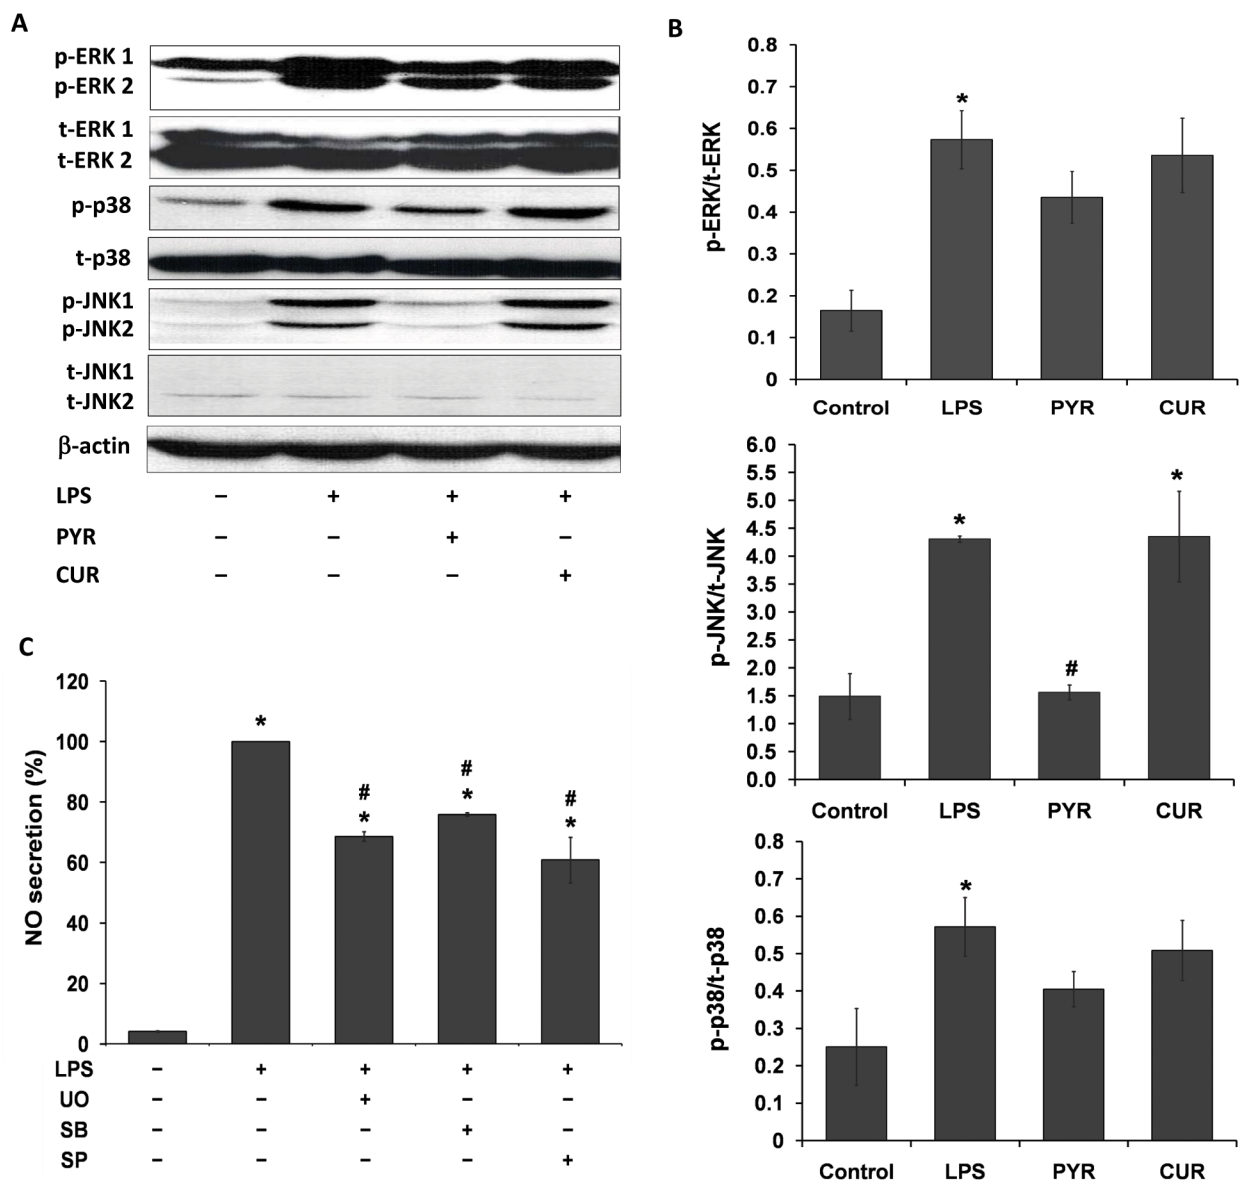 A
p-ERK 1
p-ERK 2
t-ERK 1
t-ERK 2
p-p38
t-p38
p-JNK1
p-JNK2
t-JNK1
t-JNK2
β-actin
LPS – + + +
PYR – – + –
CUR – – – +
B
0.8
0.7
0.6
0.5
0.4
0.3
0.2
0.1
0
p-ERK/t-ERK
*
Control LPS PYR CUR
6.0
5.5
5.0
4.5
4.0
3.5
3.0
2.5
2.0
1.5
1.0
0.5
0.0
p-JNK/t-JNK
* # *
Control LPS PYR CUR
0.8
0.7
0.6
0.5
0.4
0.3
0.2
0.1
0
p-p38/t-p38
*
Control LPS PYR CUR
C
120
100
80
60
40
20
0
NO secretion (%)
*
# # #
* * *
LPS – + + + +
UO – – + – –
SB – – – + –
SP – – – – +